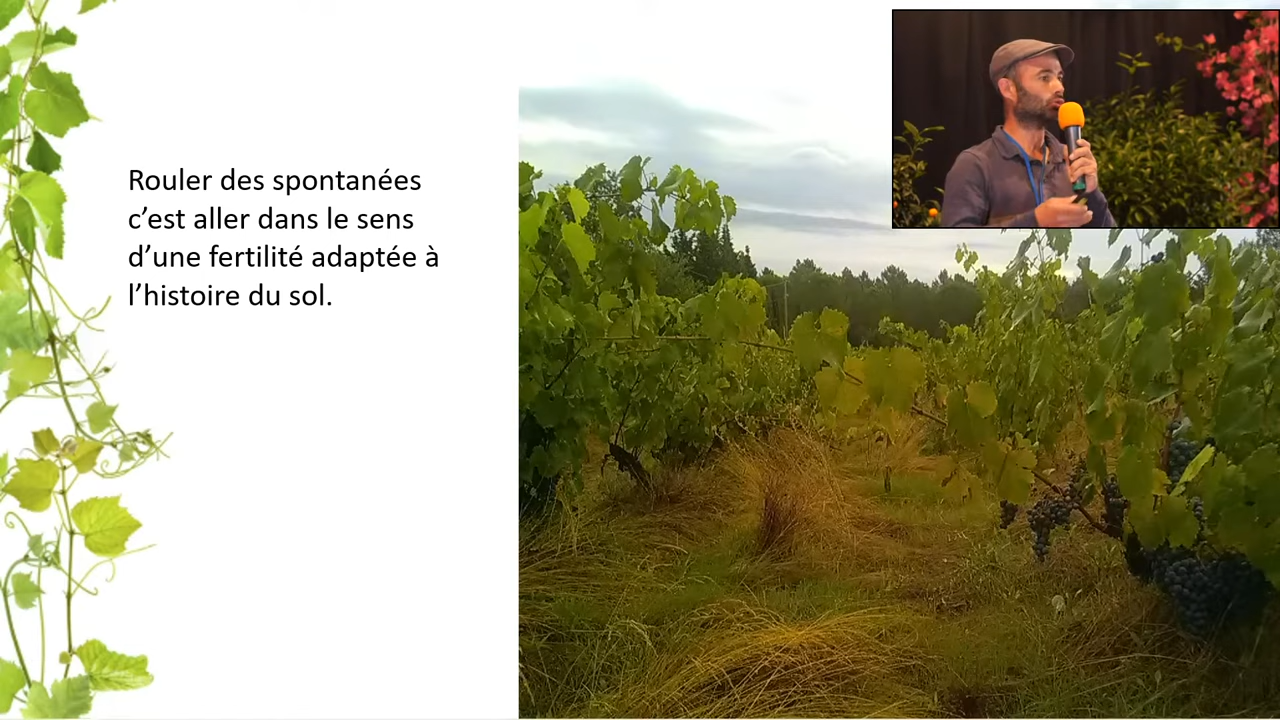 Rouler des spontanées
c’est aller dans le sens
d’une fertilité adaptée à
l’histoire du sol.